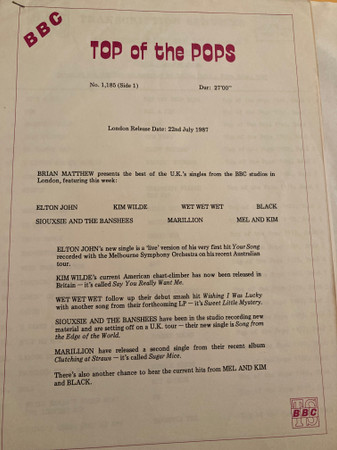 BBC
TOP of the POPS
No. 1,185 (Side 1) Dur: 27'00"
London Release Date: 22nd July 1987
BRIAN MATTHEW presents the best of the U.K.'s singles from the BBC studios in
London, featuring this week:
ELTON JOHN KIM WILDE WET WET WET BLACK
SIOUXSIE AND THE BANSHEES MARILLION MEL AND KIM
ELTON JOHN's new single is a 'live' version of his very first hit Your Song
recorded with the Melbourne Symphony Orchestra on his recent Australian
tour.
KIM WILDE's current American chart-climber has now been released in
Britain — it's called Say You Really Want Me.
WET WET WET follow up their debut smash hit Wishing I Was Lucky
with another song from their forthcoming LP — it's Sweet Little Mystery.
SIOUXSIE AND THE BANSHEES have been in the studio recording new
material and are setting off on a U.K. tour — their new single is Song from
the Edge of the World.
MARILLION have released a second single from their recent album
Clutching at Straws — it's called Sugar Mice.
There's also another chance to hear the current hits from MEL AND KIM
and BLACK.
BBC